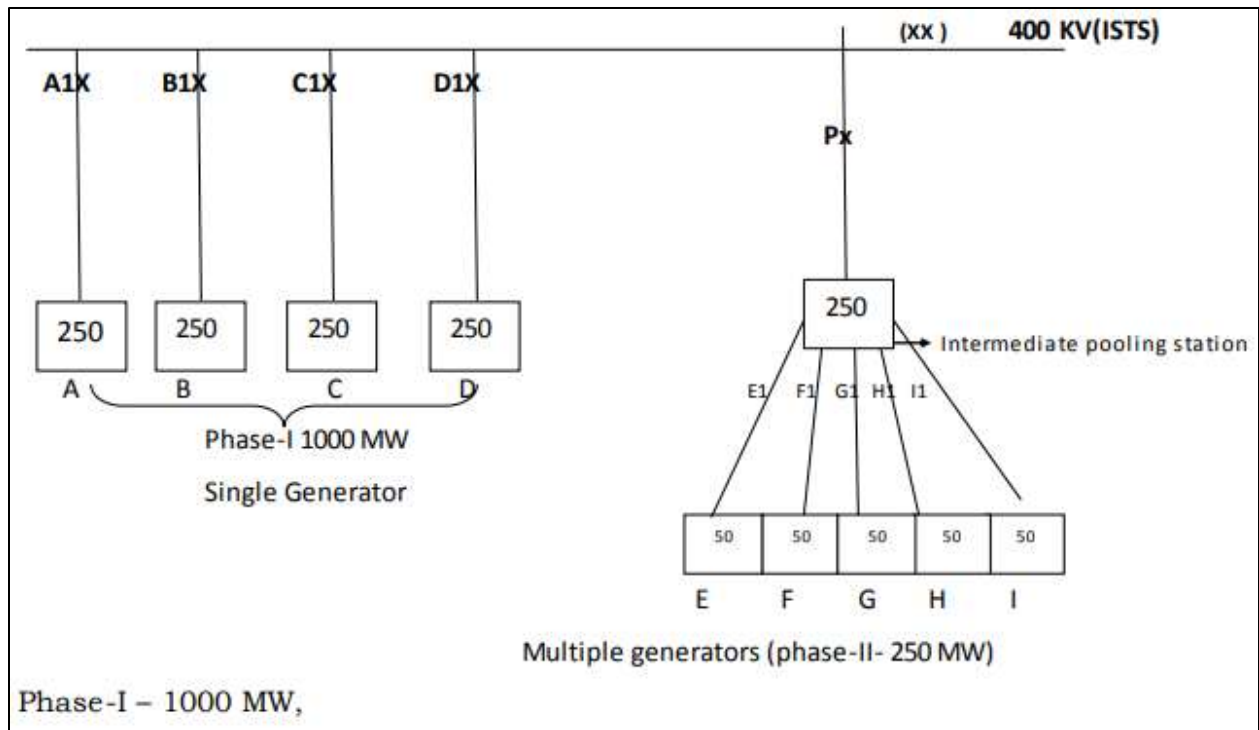 (XX ) 400 KV(ISTS)
A1X B1X C1X D1X
Px
250 250 250 250
250
Intermediate pooling station
A B C D
E1 F1 G1 H1 I1
Phase-I 1000 MW
Single Generator
50 50 50 50 50
E F G H I
Multiple generators (phase-II- 250 MW)
Phase-I – 1000 MW,